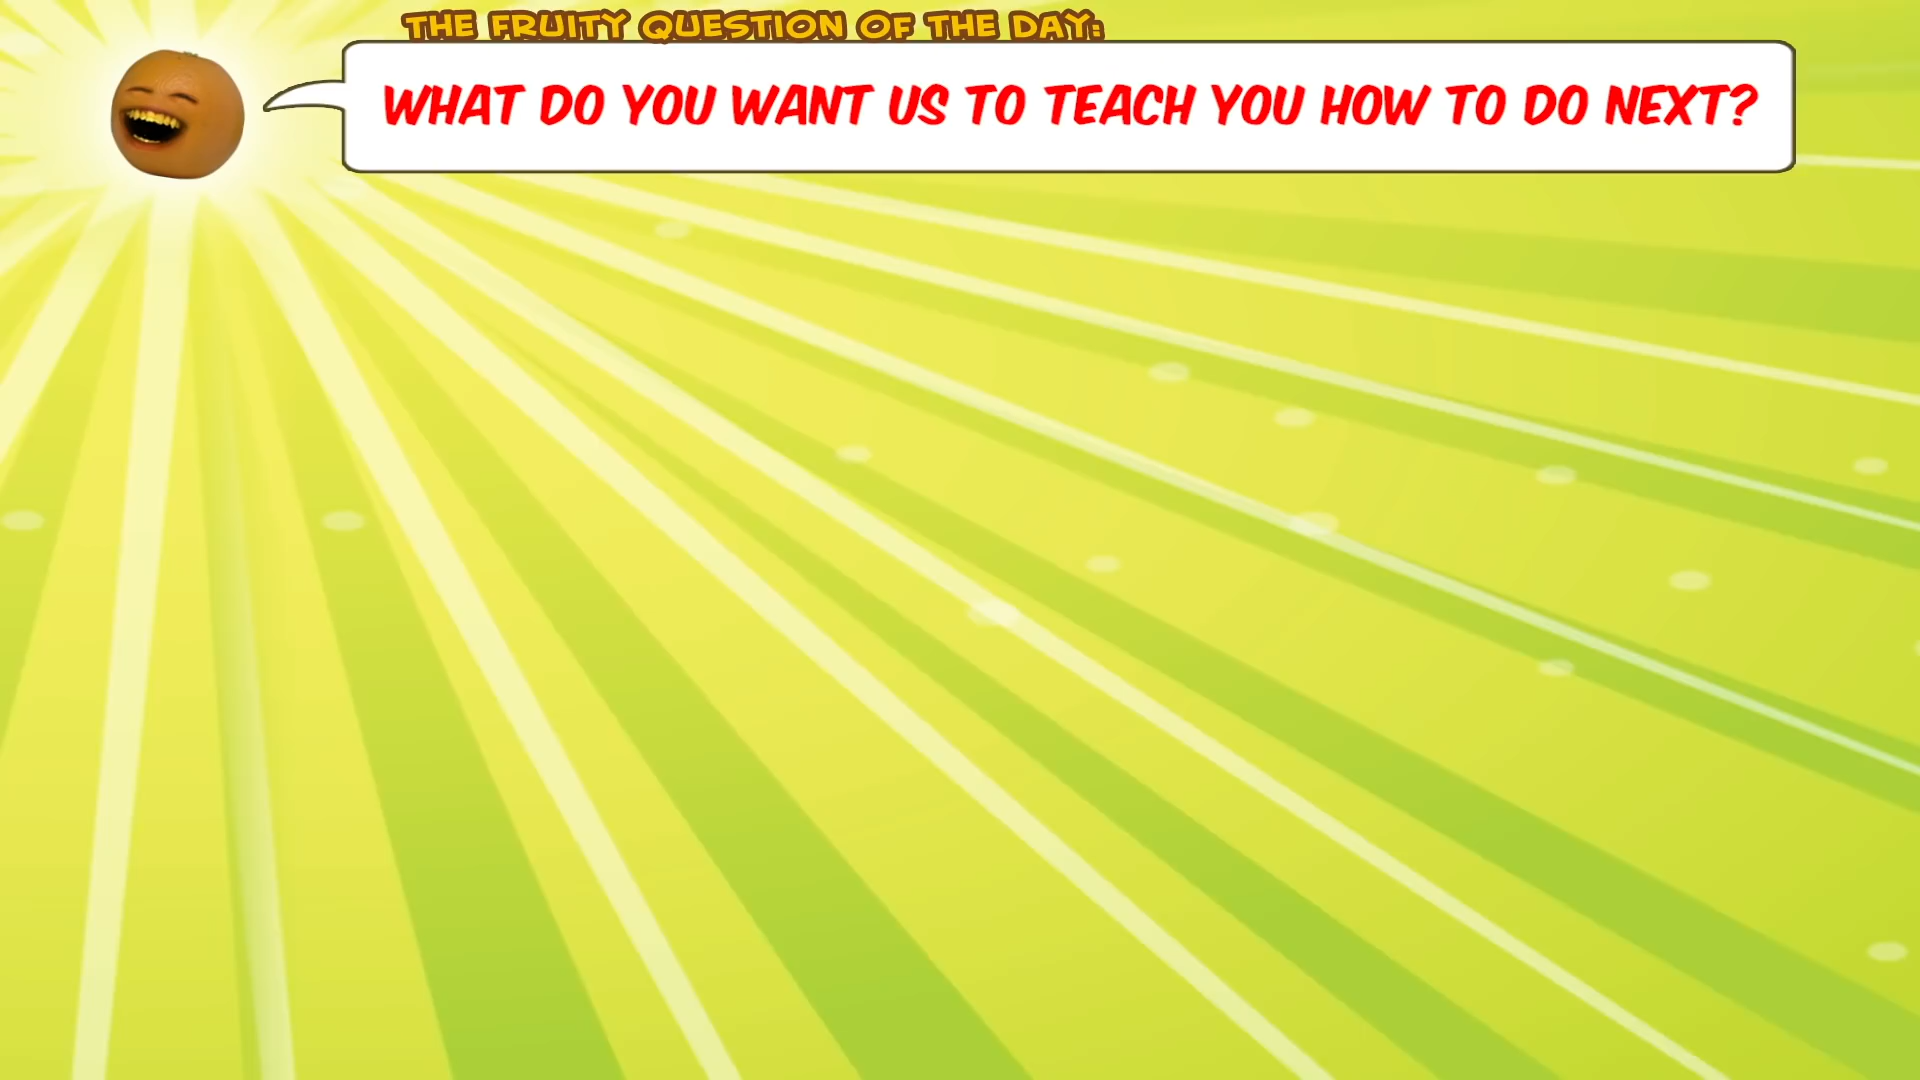 THE FRUITY QUESTION OF THE DAY:
WHAT DO YOU WANT US TO TEACH YOU HOW TO DO NEXT?